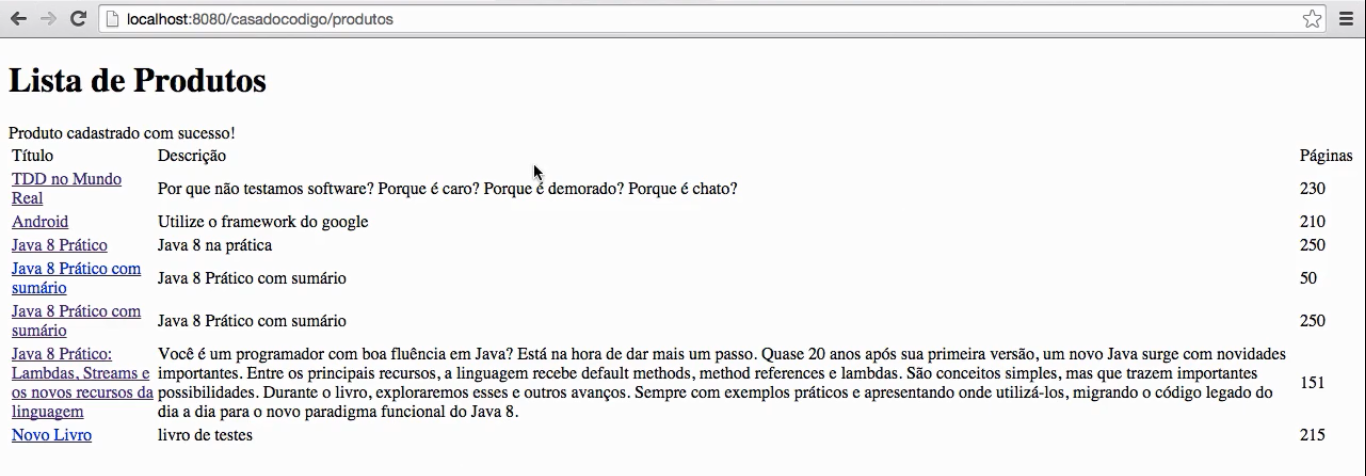 localhost:8080/casadocodigo/produtos
Lista de Produtos
Produto cadastrado com sucesso!
Título Descrição Páginas
TDD no Mundo
Real
Por que não testamos software? Porque é caro? Porque é demorado? Porque é chato? 230
Android Utilize o framework do google 210
Java 8 Prático Java 8 na prática 250
Java 8 Prático com
sumário
Java 8 Prático com sumário 50
Java 8 Prático com
sumário
Java 8 Prático com sumário 250
Java 8 Prático:
Lambdas, Streams e
os novos recursos da
linguagem
Você é um programador com boa fluência em Java? Está na hora de dar mais um passo. Quase 20 anos após sua primeira versão, um novo Java surge com novidades
importantes. Entre os principais recursos, a linguagem recebe default methods, method references e lambdas. São conceitos simples, mas que trazem importantes
possibilidades. Durante o livro, exploraremos esses e outros avanços. Sempre com exemplos práticos e apresentando onde utilizá-los, migrando o código legado do
dia a dia para o novo paradigma funcional do Java 8.
151
Novo Livro livro de testes 215